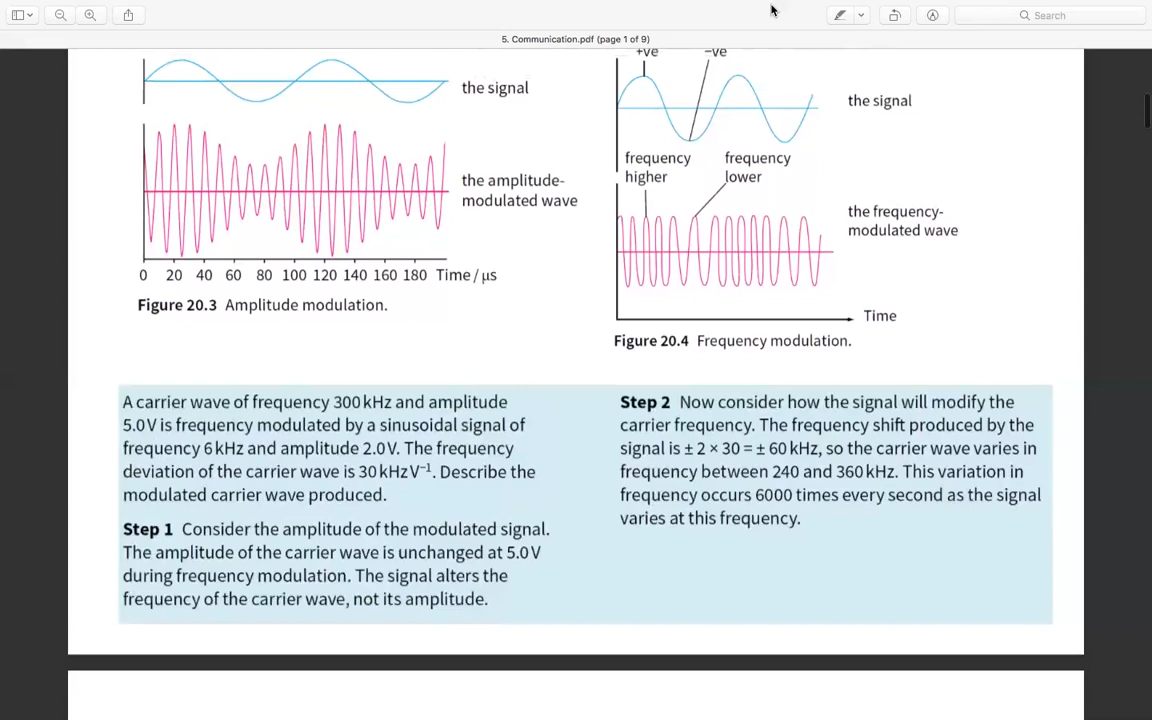 Search
5. Communication.pdf (page 1 of 9)
the signal
the amplitude-
modulated wave
0 20 40 60 80 100 120 140 160 180 Time / μs
Figure 20.3 Amplitude modulation.
+ve −ve
the signal
frequency
higher
frequency
lower
the frequency-
modulated wave
Time
Figure 20.4 Frequency modulation.
A carrier wave of frequency 300 kHz and amplitude
5.0 V is frequency modulated by a sinusoidal signal of
frequency 6 kHz and amplitude 2.0 V. The frequency
deviation of the carrier wave is 30 kHz V⁻¹. Describe the
modulated carrier wave produced.
Step 1 Consider the amplitude of the modulated signal.
The amplitude of the carrier wave is unchanged at 5.0 V
during frequency modulation. The signal alters the
frequency of the carrier wave, not its amplitude.
Step 2 Now consider how the signal will modify the
carrier frequency. The frequency shift produced by the
signal is ± 2 × 30 = ± 60 kHz, so the carrier wave varies in
frequency between 240 and 360 kHz. This variation in
frequency occurs 6000 times every second as the signal
varies at this frequency.